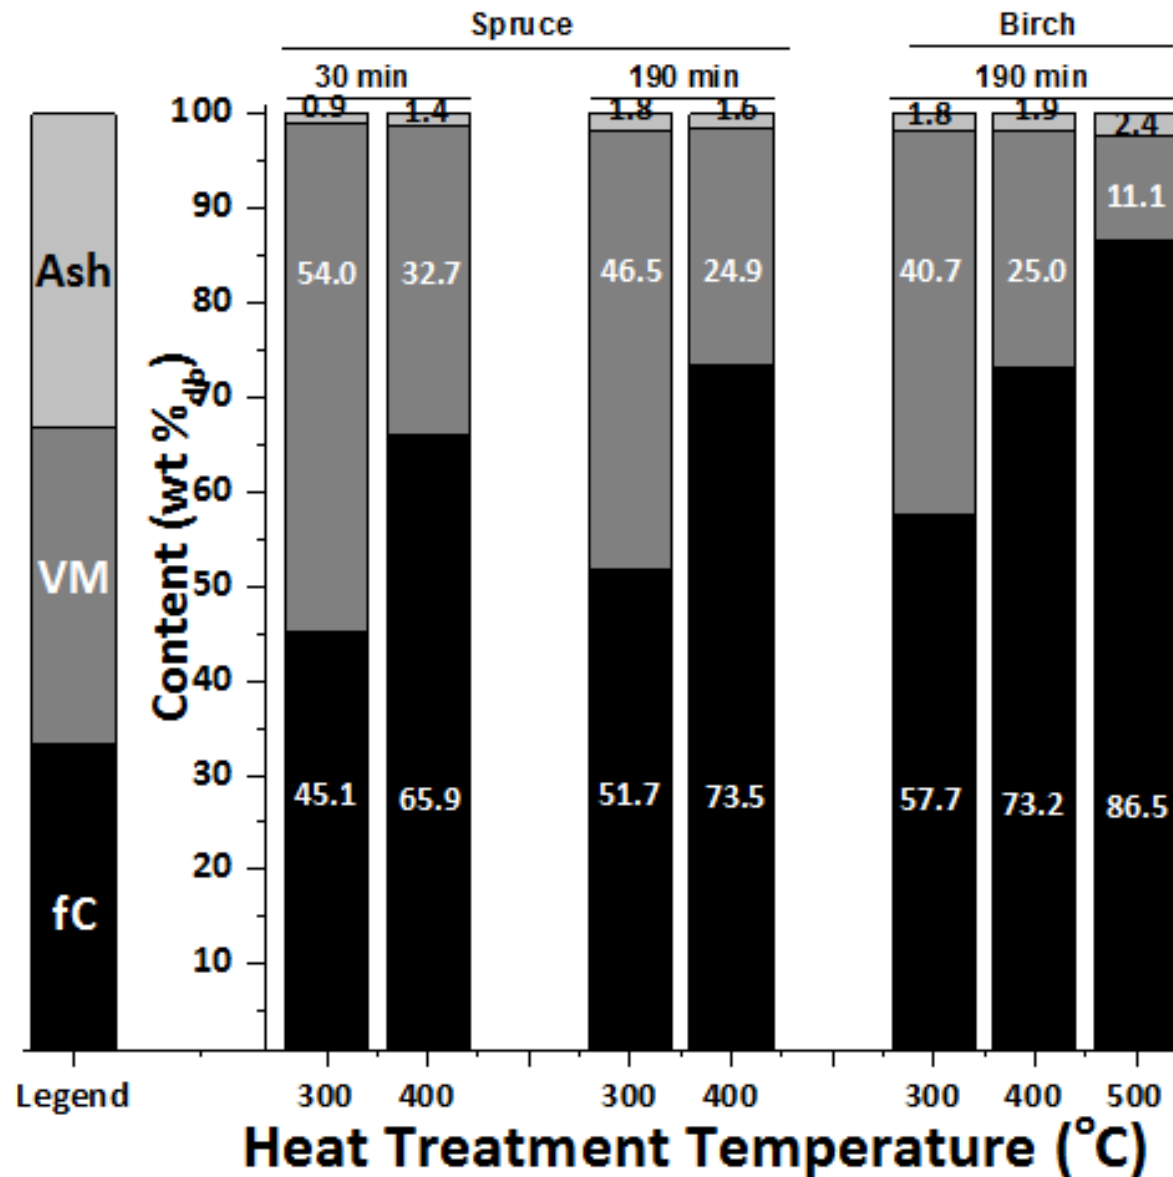 Spruce Birch
30 min 190 min 190 min
100 0.9 1.4 1.8 1.6 1.8 1.9 2.4
90 11.1
Ash 54.0 32.7 46.5 24.9 40.7 25.0
80
70
60
VM 50
40
30 45.1 65.9 51.7 73.5 57.7 73.2 86.5
20
fC
10
Content (wt %db)
Legend 300 400 300 400 300 400 500
Heat Treatment Temperature (°C)